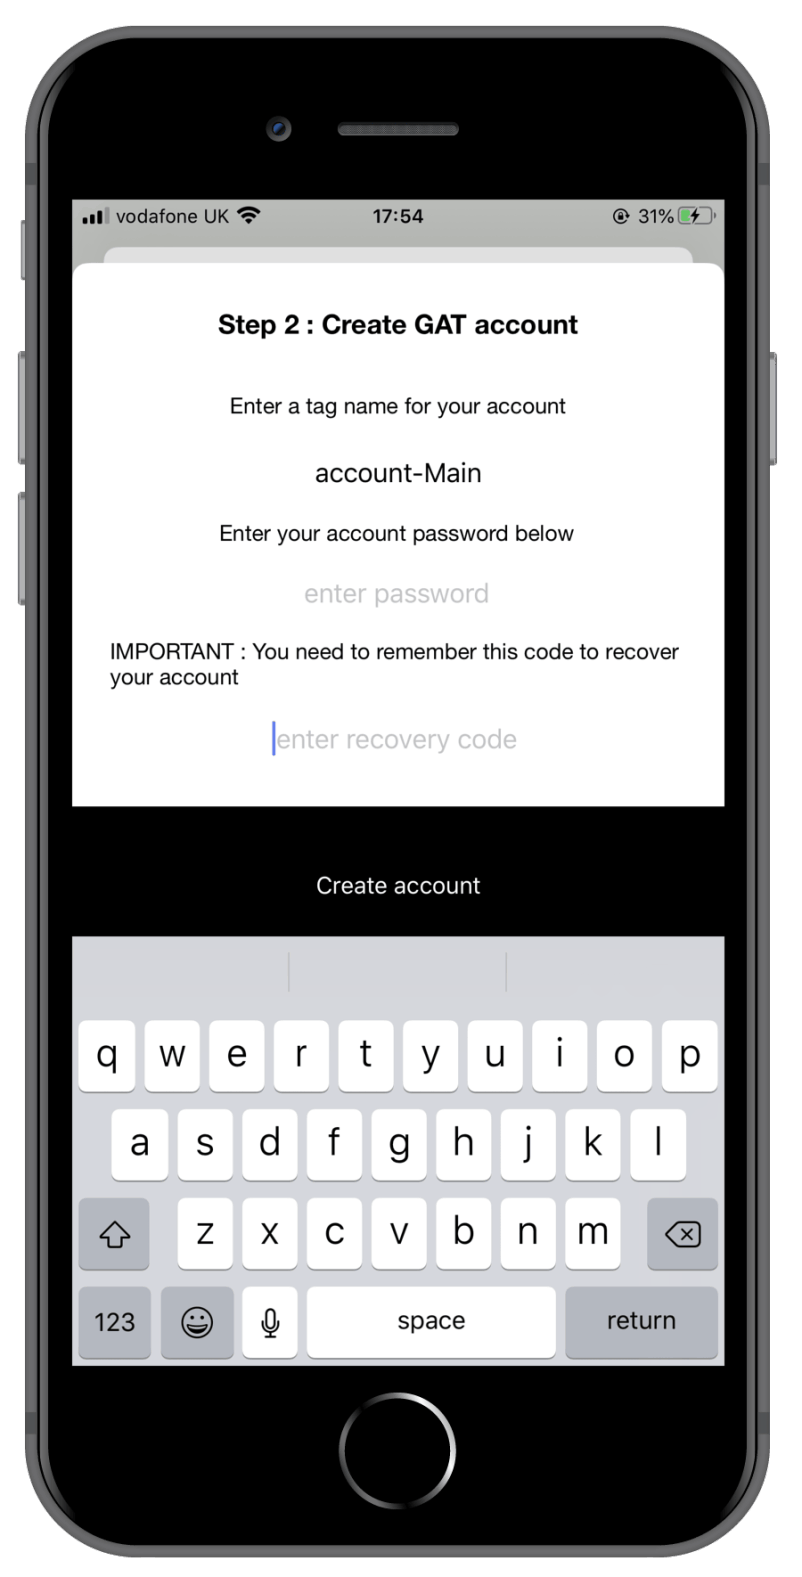 vodafone UK 17:54 31%
Step 2 : Create GAT account
Enter a tag name for your account
account-Main
Enter your account password below
enter password
IMPORTANT : You need to remember this code to recover
your account
enter recovery code
Create account
q w e r t y u i o p
a s d f g h j k l
z x c v b n m
123 space return